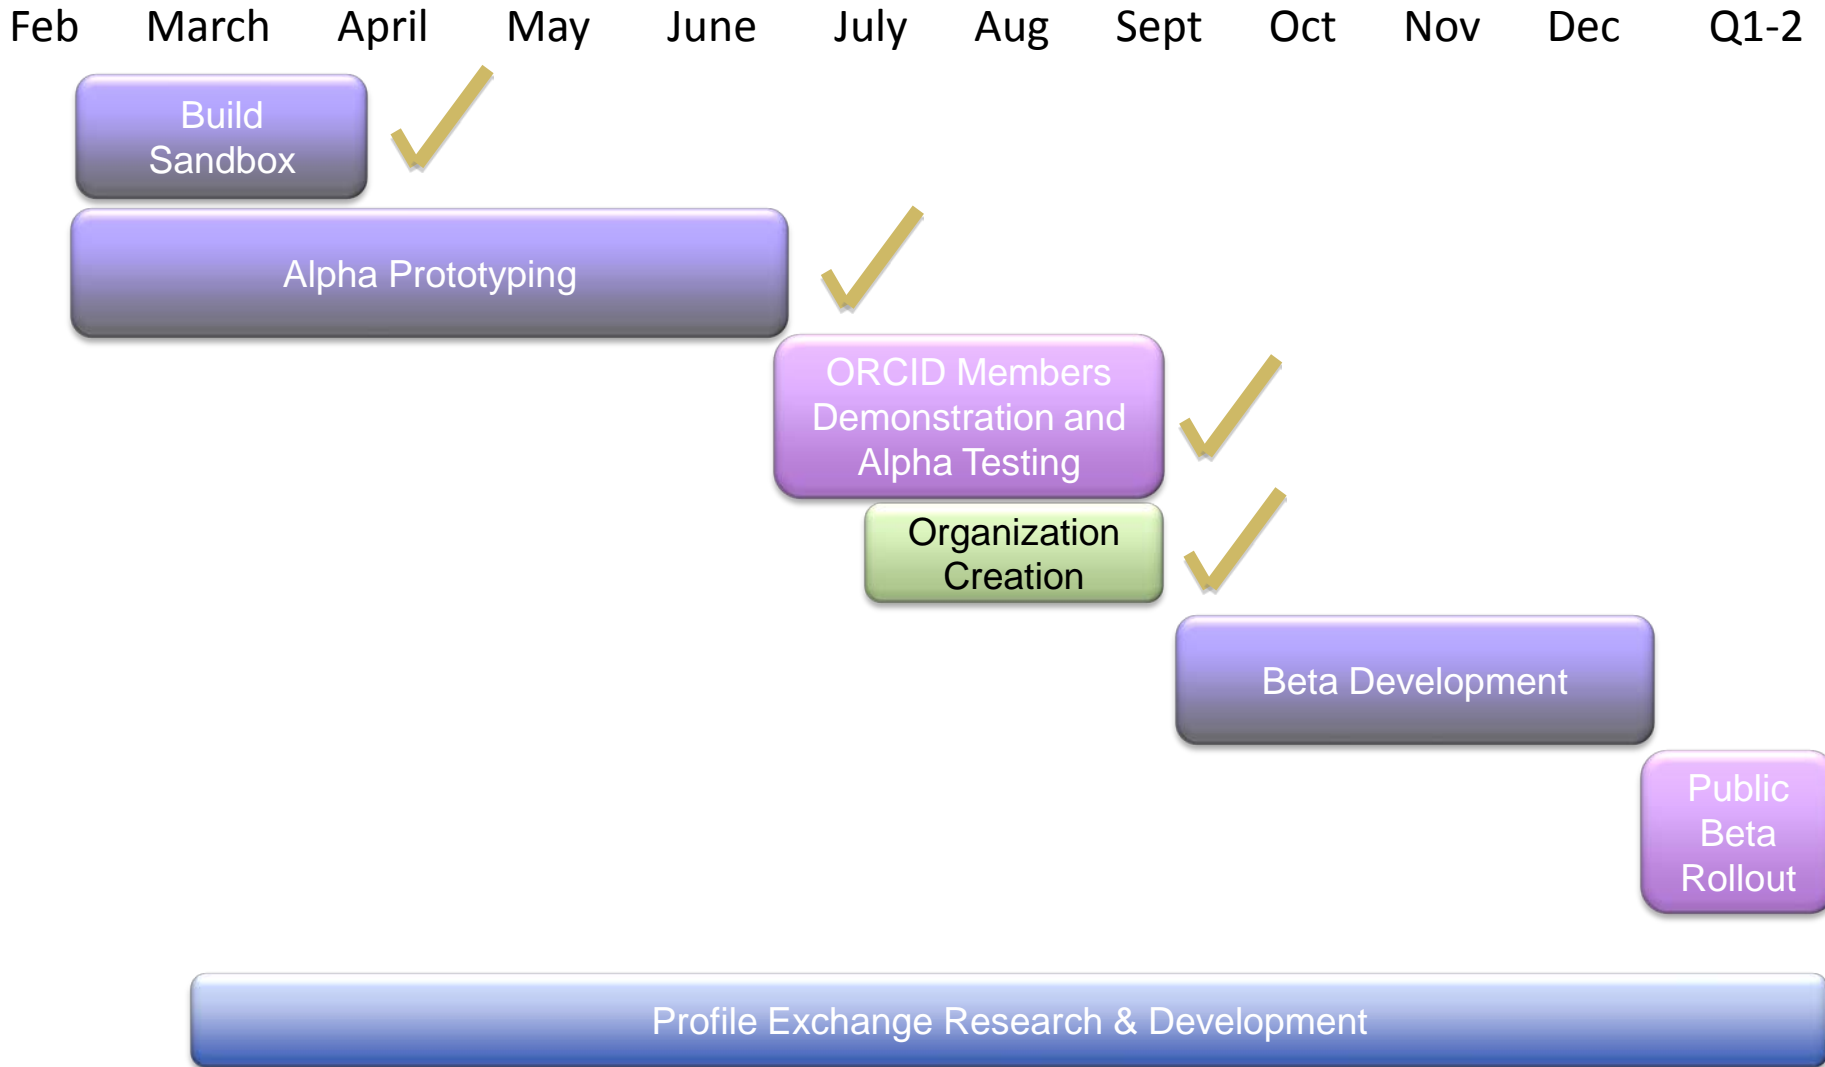 Feb March April May June July Aug Sept Oct Nov Dec Q1-2
Build
Sandbox
Alpha Prototyping
ORCID Members
Demonstration and
Alpha Testing
Organization
Creation
Beta Development
Public
Beta
Rollout
Profile Exchange Research & Development